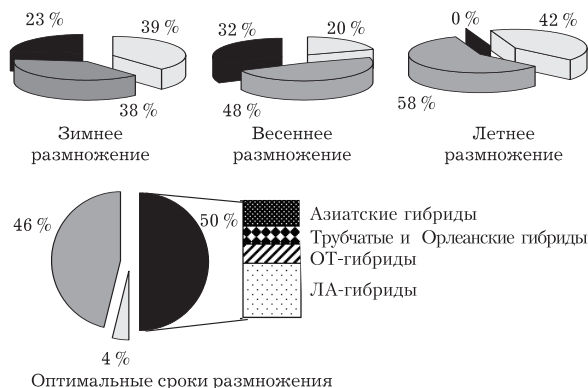 23 %
39 %
38 %
Зимнее
размножение
32 %
20 %
48 %
Весеннее
размножение
0 %
42 %
58 %
Летнее
размножение
46 %
50 %
4 %
Азиатские гибриды
Трубчатые и Орлеанские гибриды
ОТ-гибриды
ЛА-гибриды
Оптимальные сроки размножения